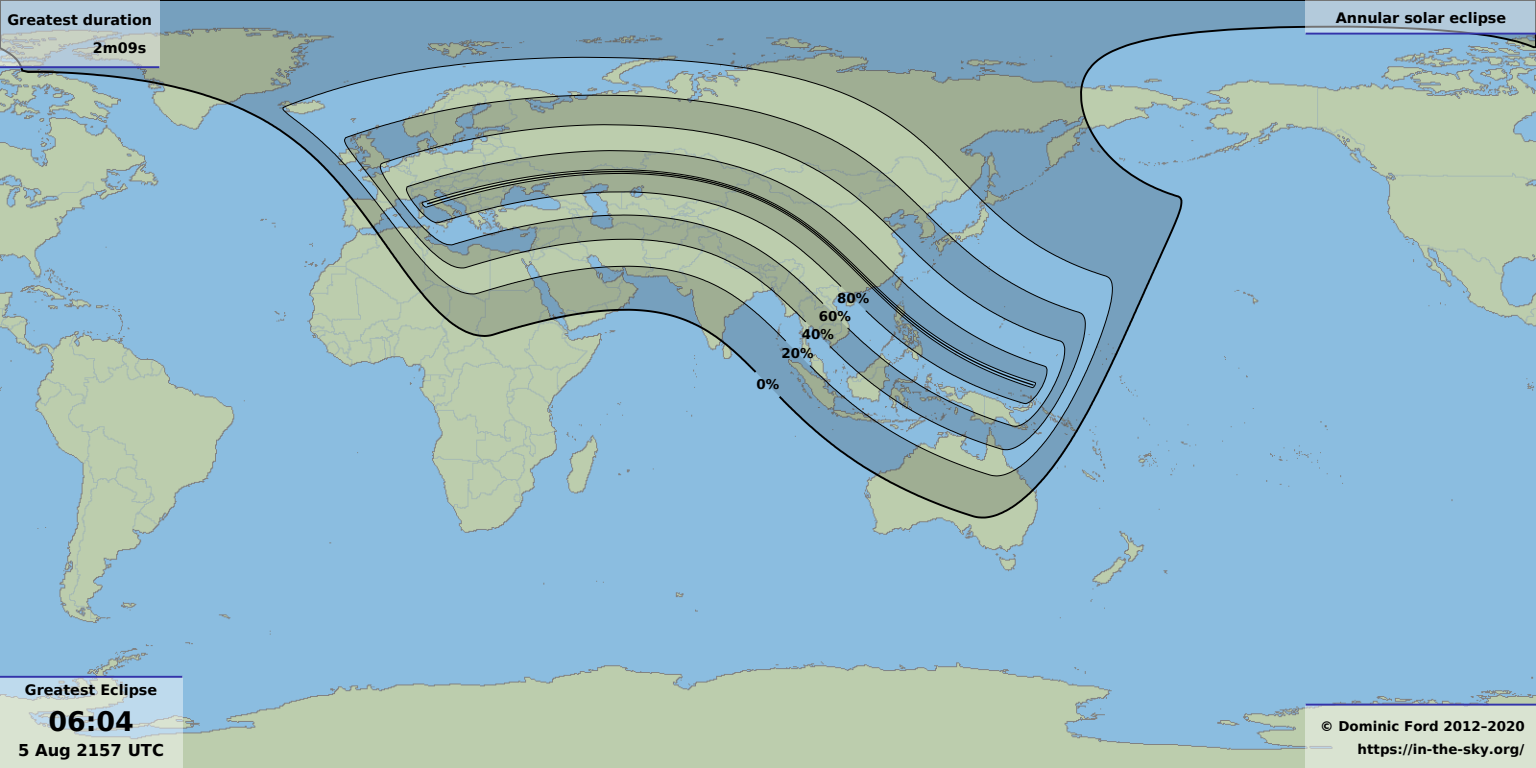 Greatest duration
2m09s
Annular solar eclipse
80%
60%
40%
20%
0%
Greatest Eclipse
06:04
5 Aug 2157 UTC
© Dominic Ford 2012–2020
https://in-the-sky.org/